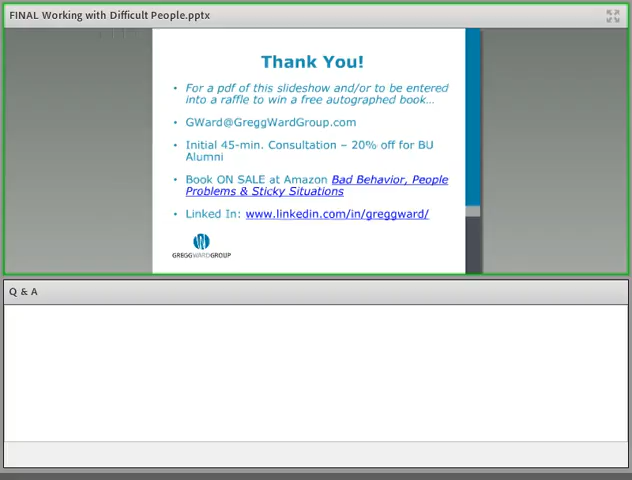 FINAL Working with Difficult People.pptx
Thank You!
• For a pdf of this slideshow and/or to be entered
into a raffle to win a free autographed book...
• GWard@GreggWardGroup.com
• Initial 45-min. Consultation – 20% off for BU
Alumni
• Book ON SALE at Amazon Bad Behavior, People
Problems & Sticky Situations
• Linked In: www.linkedin.com/in/greggward/
GREGGWARDGROUP
Q & A